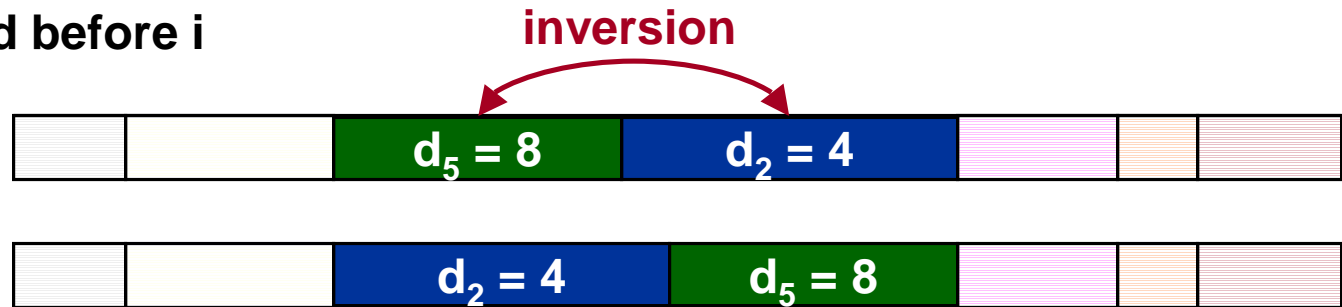 d before i
inversion
d₅ = 8 d₂ = 4
d₂ = 4 d₅ = 8